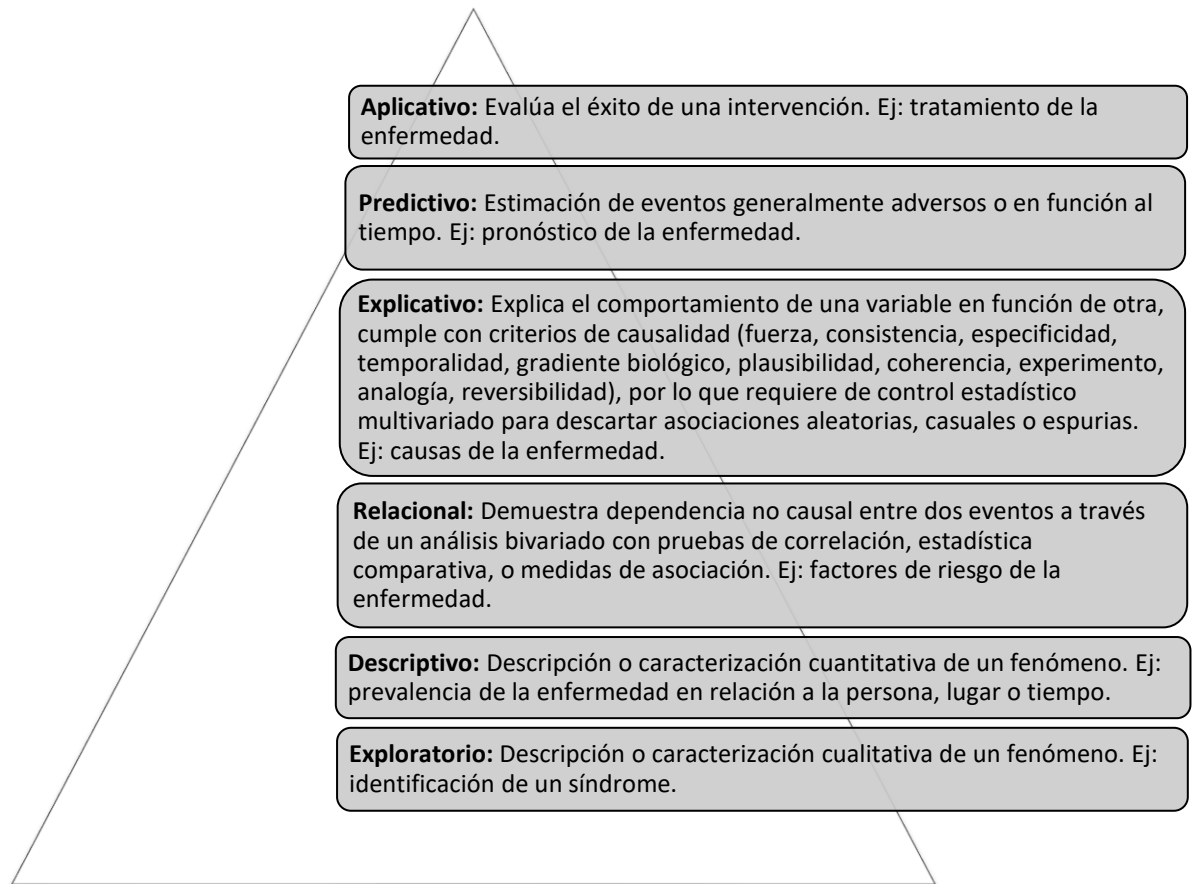 Aplicativo: Evalúa el éxito de una intervención. Ej: tratamiento de la
enfermedad.
Predictivo: Estimación de eventos generalmente adversos o en función al
tiempo. Ej: pronóstico de la enfermedad.
Explicativo: Explica el comportamiento de una variable en función de otra,
cumple con criterios de causalidad (fuerza, consistencia, especificidad,
temporalidad, gradiente biológico, plausibilidad, coherencia, experimento,
analogía, reversibilidad), por lo que requiere de control estadístico
multivariado para descartar asociaciones aleatorias, casuales o espurias.
Ej: causas de la enfermedad.
Relacional: Demuestra dependencia no causal entre dos eventos a través
de un análisis bivariado con pruebas de correlación, estadística
comparativa, o medidas de asociación. Ej: factores de riesgo de la
enfermedad.
Descriptivo: Descripción o caracterización cuantitativa de un fenómeno. Ej:
prevalencia de la enfermedad en relación a la persona, lugar o tiempo.
Exploratorio: Descripción o caracterización cualitativa de un fenómeno. Ej:
identificación de un síndrome.